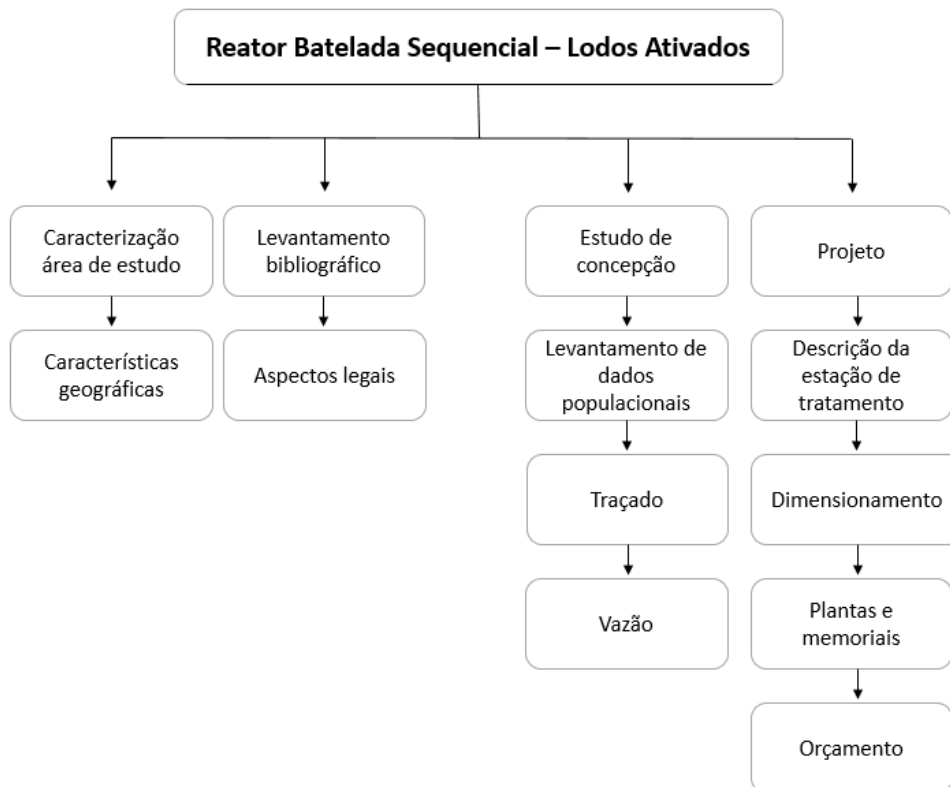 Reator Batelada Sequencial – Lodos Ativados
Caracterização
área de estudo
Levantamento
bibliográfico
Estudo de
concepção
Projeto
Características
geográficas
Aspectos legais
Levantamento de
dados
populacionais
Descrição da
estação de
tratamento
Traçado
Dimensionamento
Vazão
Plantas e
memoriais
Orçamento